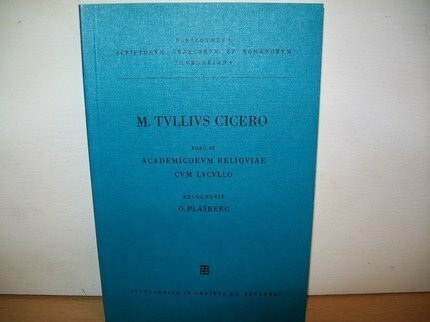 BIBLIOTHECA
SCRIPTORVM GRAECORVM ET ROMANORVM
TEVBNERIANA
M. TVLLIVS CICERO
FASC. 42
ACADEMICORVM RELIQVIAE
CVM LVCVLLO
RECOGNOVIT
O. PLASBERG
STVTGARDIAE IN AEDIBVS B.G. TEVBNERI